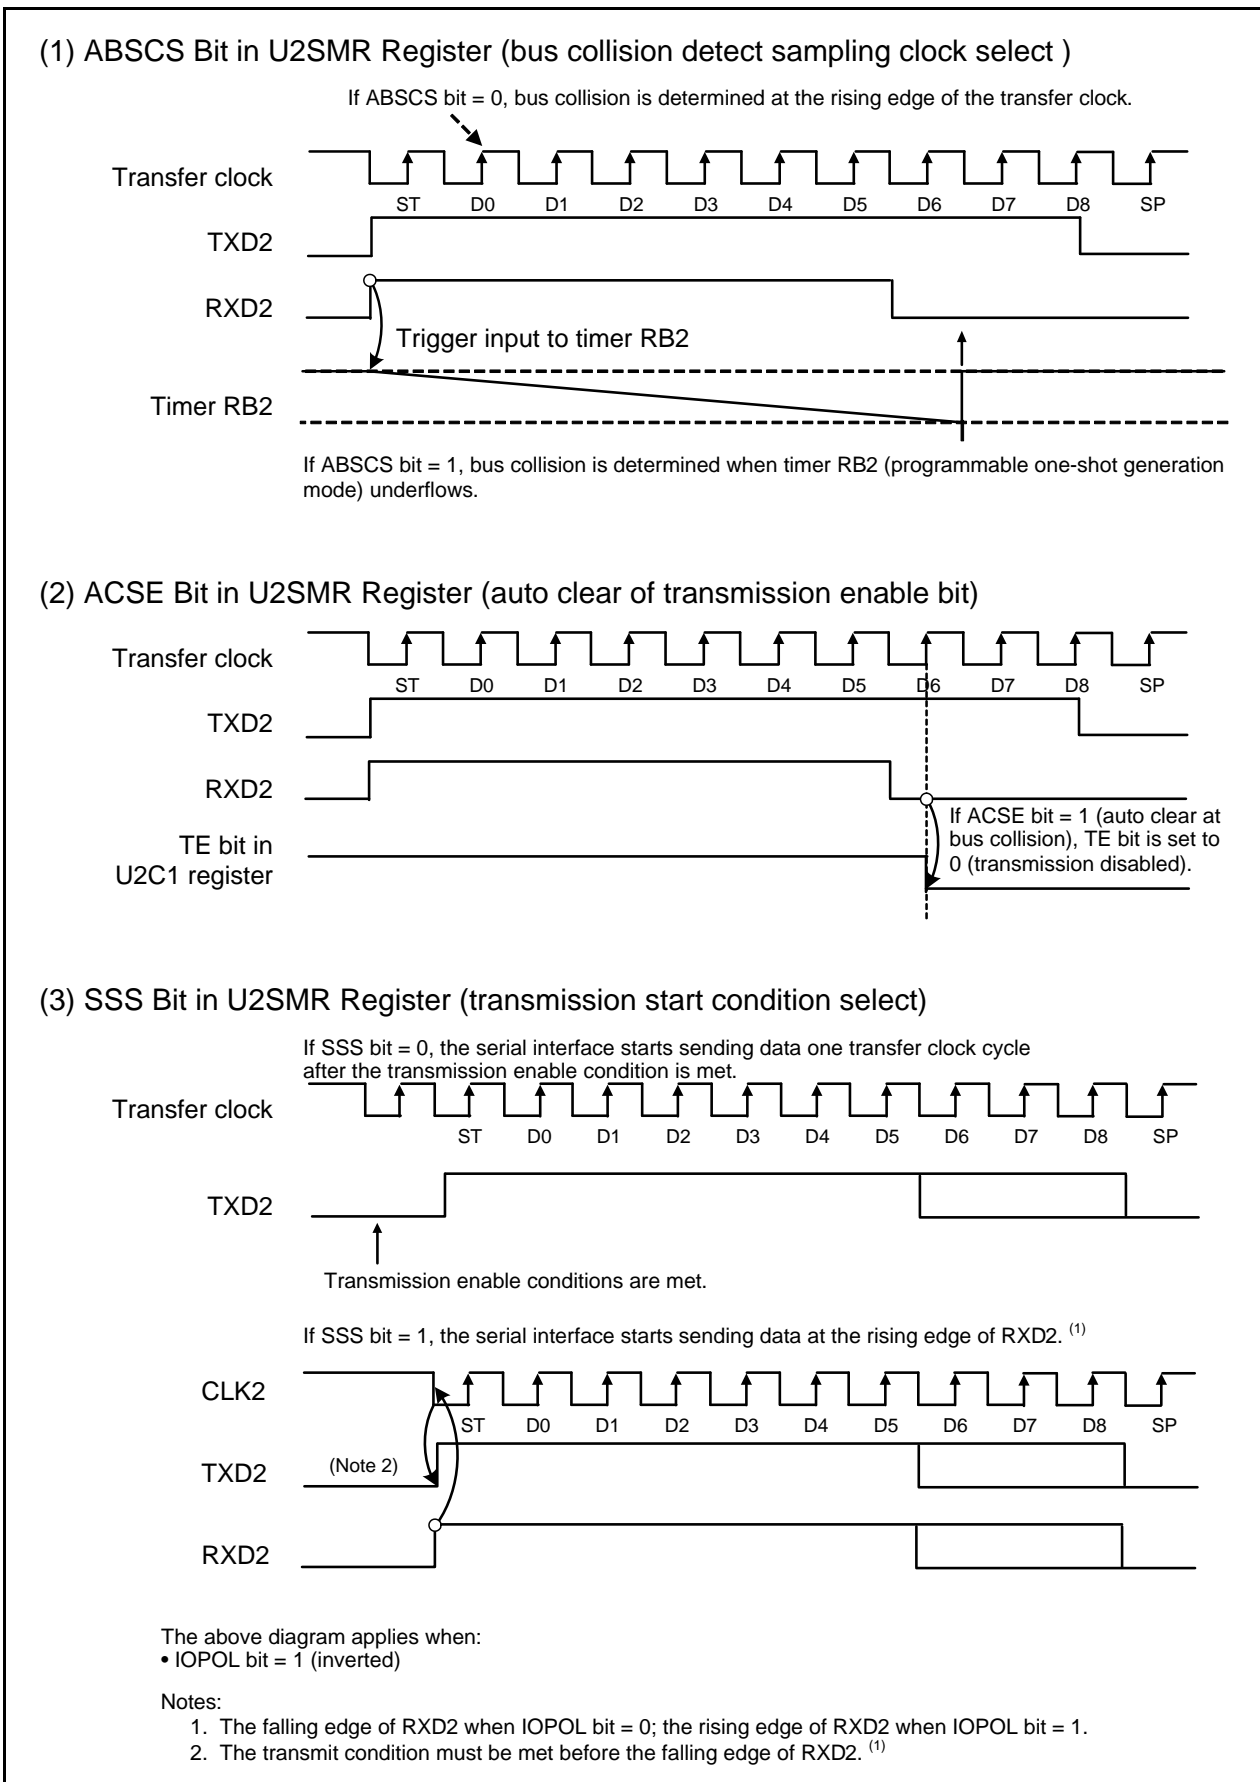 (1) ABSCS Bit in U2SMR Register (bus collision detect sampling clock select )
If ABSCS bit = 0, bus collision is determined at the rising edge of the transfer clock.
Transfer clock
ST D0 D1 D2 D3 D4 D5 D6 D7 D8 SP
TXD2
RXD2
Trigger input to timer RB2
Timer RB2
If ABSCS bit = 1, bus collision is determined when timer RB2 (programmable one-shot generation
mode) underflows.
(2) ACSE Bit in U2SMR Register (auto clear of transmission enable bit)
Transfer clock
ST D0 D1 D2 D3 D4 D5 D6 D7 D8 SP
TXD2
RXD2
If ACSE bit = 1 (auto clear at
bus collision), TE bit is set to
0 (transmission disabled).
TE bit in
U2C1 register
(3) SSS Bit in U2SMR Register (transmission start condition select)
If SSS bit = 0, the serial interface starts sending data one transfer clock cycle
after the transmission enable condition is met.
Transfer clock
ST D0 D1 D2 D3 D4 D5 D6 D7 D8 SP
TXD2
Transmission enable conditions are met.
If SSS bit = 1, the serial interface starts sending data at the rising edge of RXD2. (1)
CLK2
ST D0 D1 D2 D3 D4 D5 D6 D7 D8 SP
TXD2
(Note 2)
RXD2
The above diagram applies when:
• IOPOL bit = 1 (inverted)
Notes:
1. The falling edge of RXD2 when IOPOL bit = 0; the rising edge of RXD2 when IOPOL bit = 1.
2. The transmit condition must be met before the falling edge of RXD2. (1)